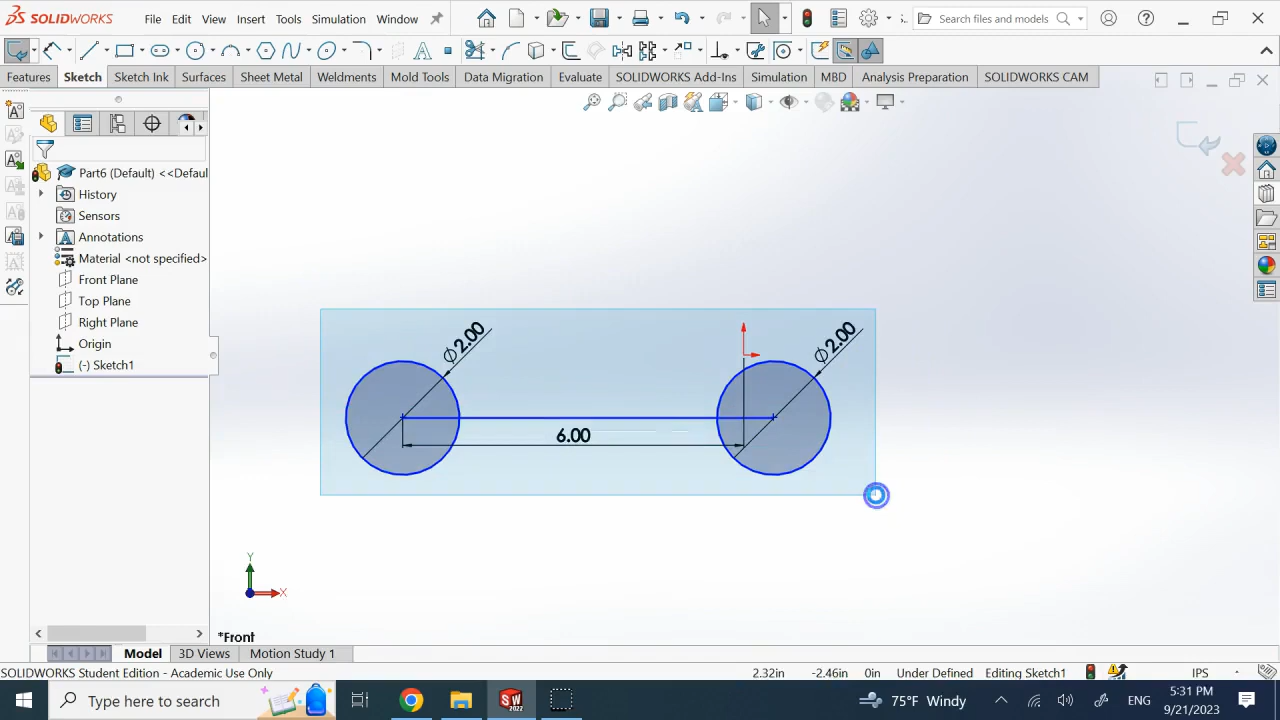 SOLIDWORKS File Edit View Insert Tools Simulation Window Search files and models
Features Sketch Sketch Ink Surfaces Sheet Metal Weldments Mold Tools Data Migration Evaluate SOLIDWORKS Add-Ins Simulation MBD Analysis Preparation SOLIDWORKS CAM
Part6 (Default) <<Defaul
History
Sensors
Annotations
Material <not specified>
Front Plane
Top Plane
Right Plane
Origin
(-) Sketch1
∅2.00
∅2.00
6.00
Y
X
*Front
Model 3D Views Motion Study 1
SOLIDWORKS Student Edition - Academic Use Only 2.32in -2.46in 0in Under Defined Editing Sketch1 IPS
Type here to search
SW
2022
75°F Windy
ENG
5:31 PM
9/21/2023